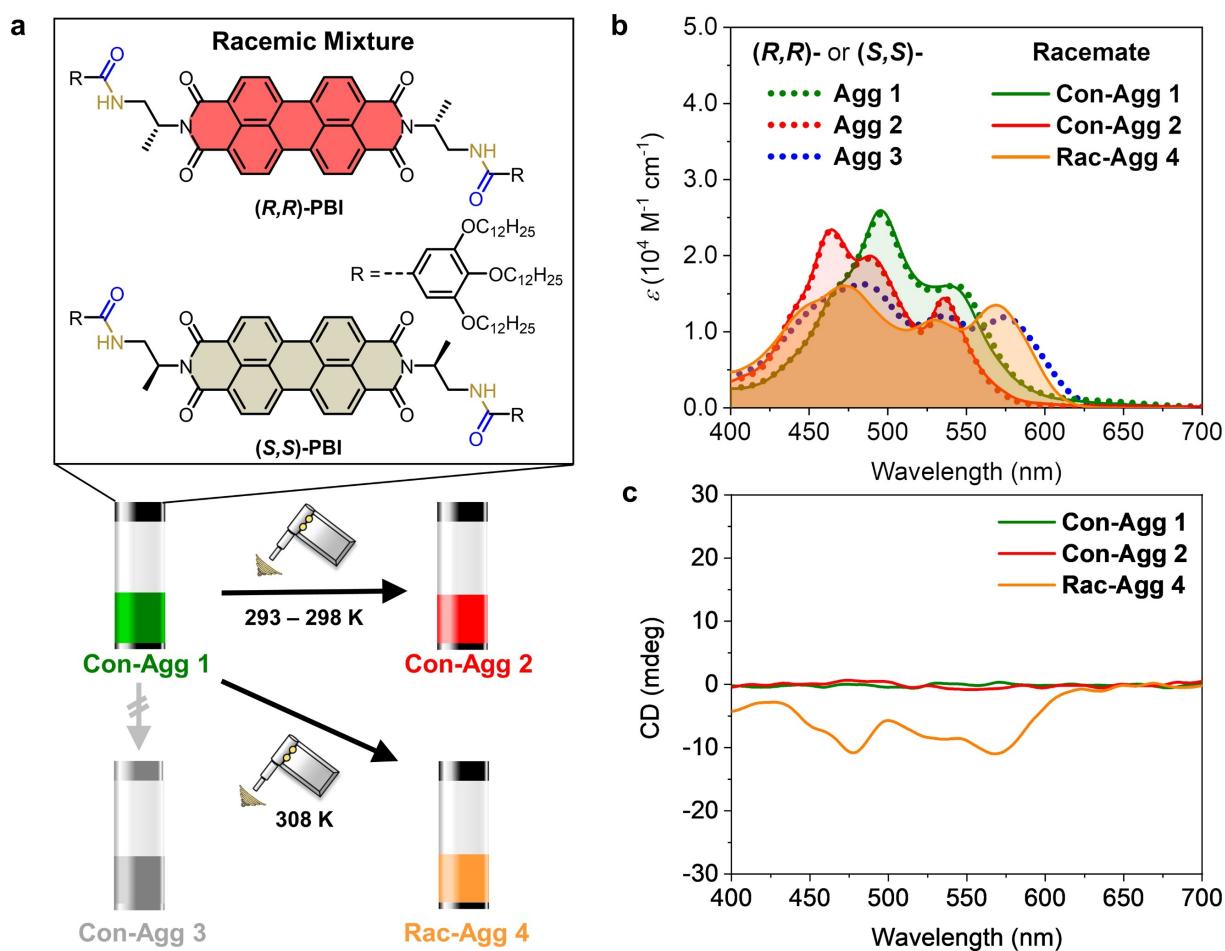 a
Racemic Mixture
R
O
HN
O
O
N
N
O
O
NH
O
R
(R,R)-PBI
R =
OC12H25
OC12H25
OC12H25
R
O
HN
O
O
N
N
O
O
NH
O
R
(S,S)-PBI
293 – 298 K
Con-Agg 1
Con-Agg 2
308 K
Con-Agg 3
Rac-Agg 4
b
(R,R)- or (S,S)-
Racemate
Agg 1
Con-Agg 1
Agg 2
Con-Agg 2
Agg 3
Rac-Agg 4
ε (10⁴ M⁻¹ cm⁻¹)
5.0
4.0
3.0
2.0
1.0
0.0
400 450 500 550 600 650 700
Wavelength (nm)
c
Con-Agg 1
Con-Agg 2
Rac-Agg 4
CD (mdeg)
30
20
10
0
-10
-20
-30
400 450 500 550 600 650 700
Wavelength (nm)